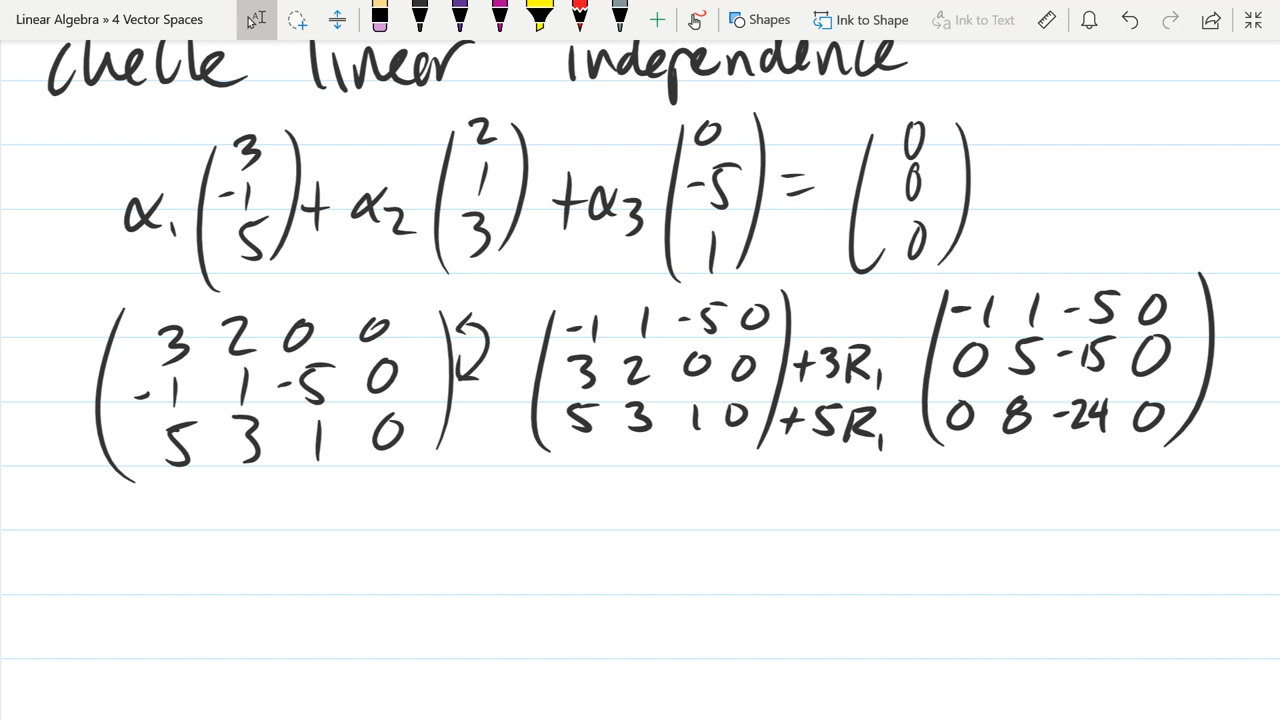 Linear Algebra » 4 Vector Spaces Shapes Ink to Shape Ink to Text
Check linear independence
α₁ (3 -1 5) + α₂ (2 1 3) + α₃ (0 -5 1) = (0 0 0)
3 2 0 0
-1 1 -5 0
5 3 1 0
-1 1 -5 0
3 2 0 0 +3R₁
5 3 1 0 +5R₁
-1 1 -5 0
0 5 -15 0
0 8 -24 0